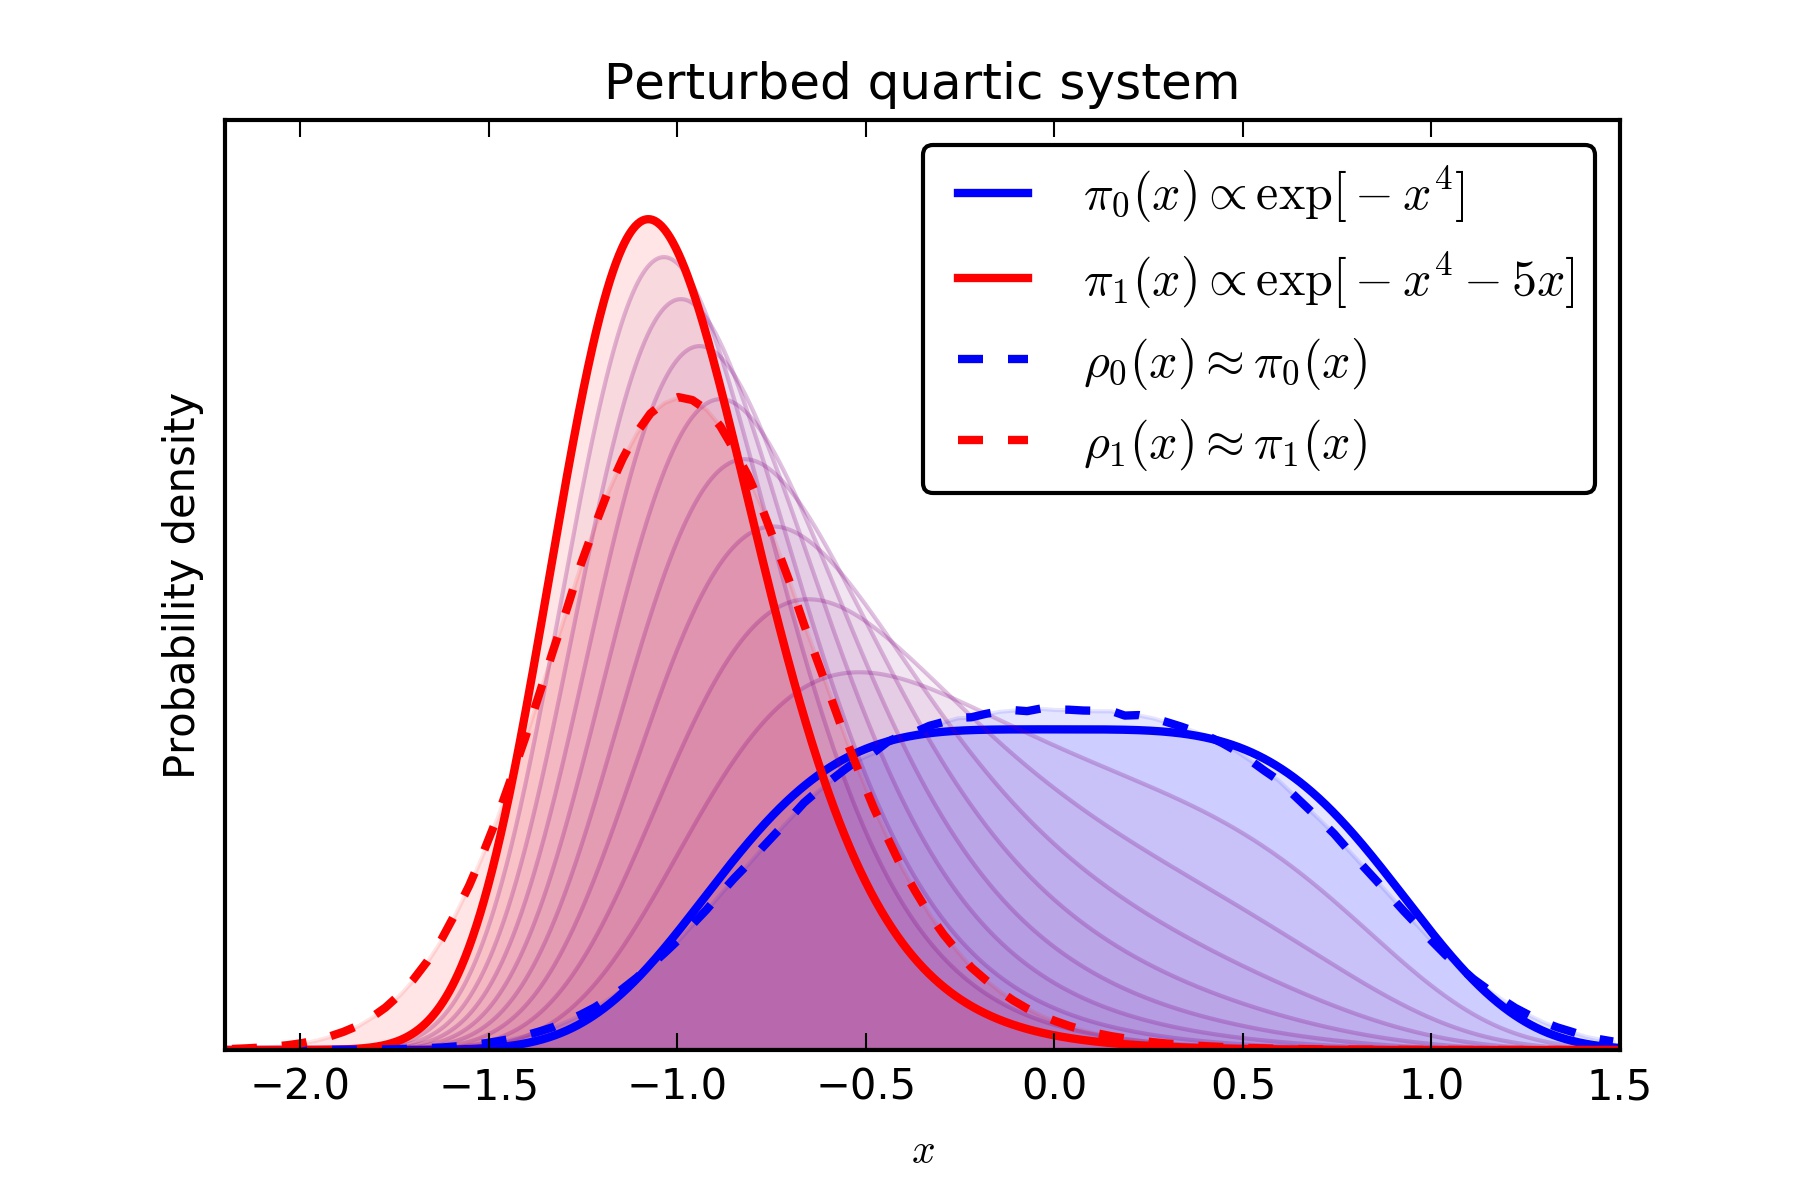 Perturbed quartic system
π₀(x) ∝ exp[−x⁴]
π₁(x) ∝ exp[−x⁴ − 5x]
ρ₀(x) ≈ π₀(x)
ρ₁(x) ≈ π₁(x)
Probability density
−2.0 −1.5 −1.0 −0.5 0.0 0.5 1.0 1.5
x